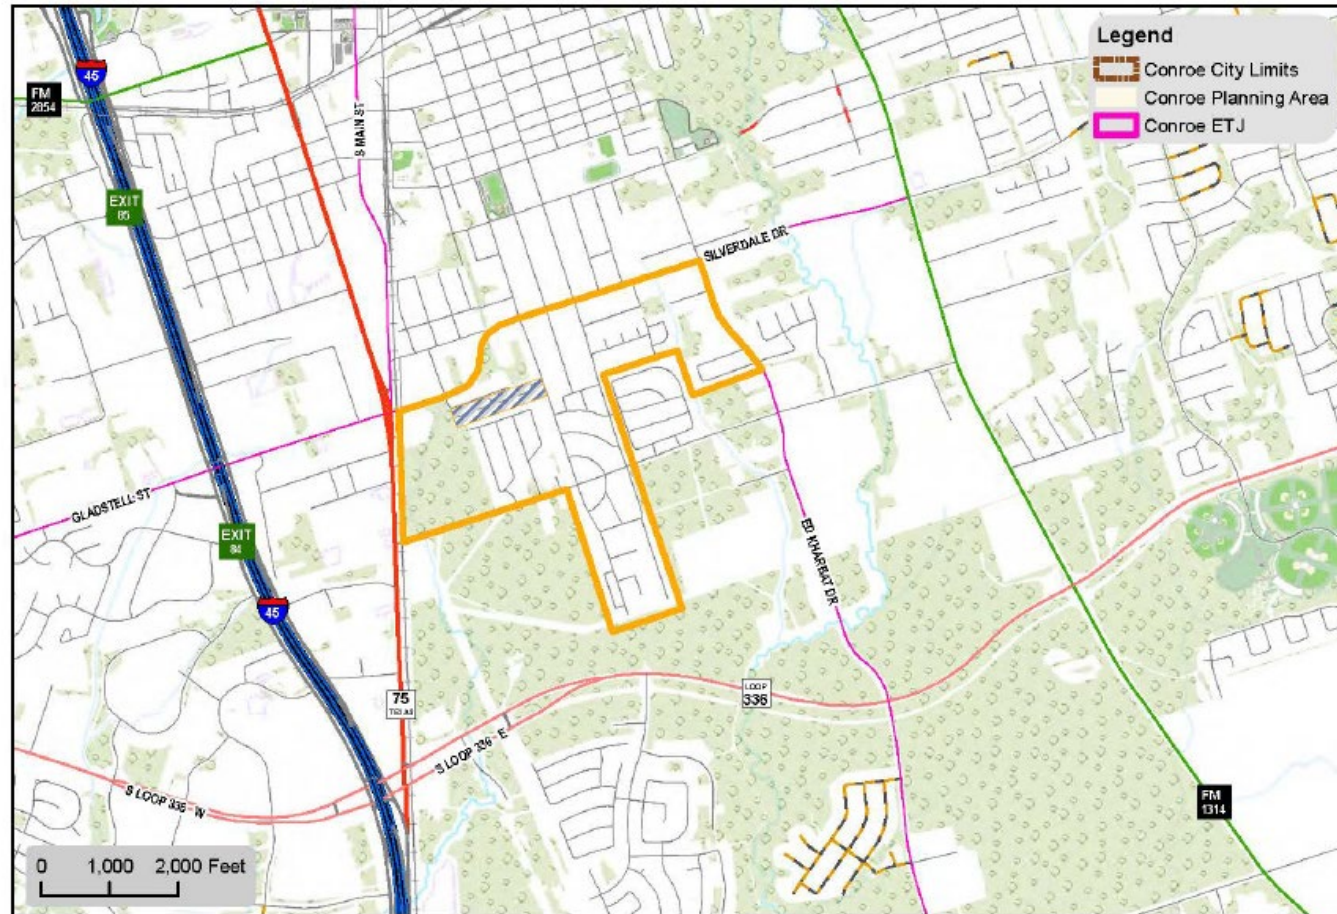 Legend
Conroe City Limits
Conroe Planning Area
Conroe ETJ
45
FM
2854
S MAIN ST
EXIT
85
SILVERDALE DR
GLADSTELL ST
EXIT
84
45
ED KHARBAT DR
75
TEXAS
LOOP
336
S LOOP 336 - E
S LOOP 336 - W
FM
1314
0 1,000 2,000 Feet